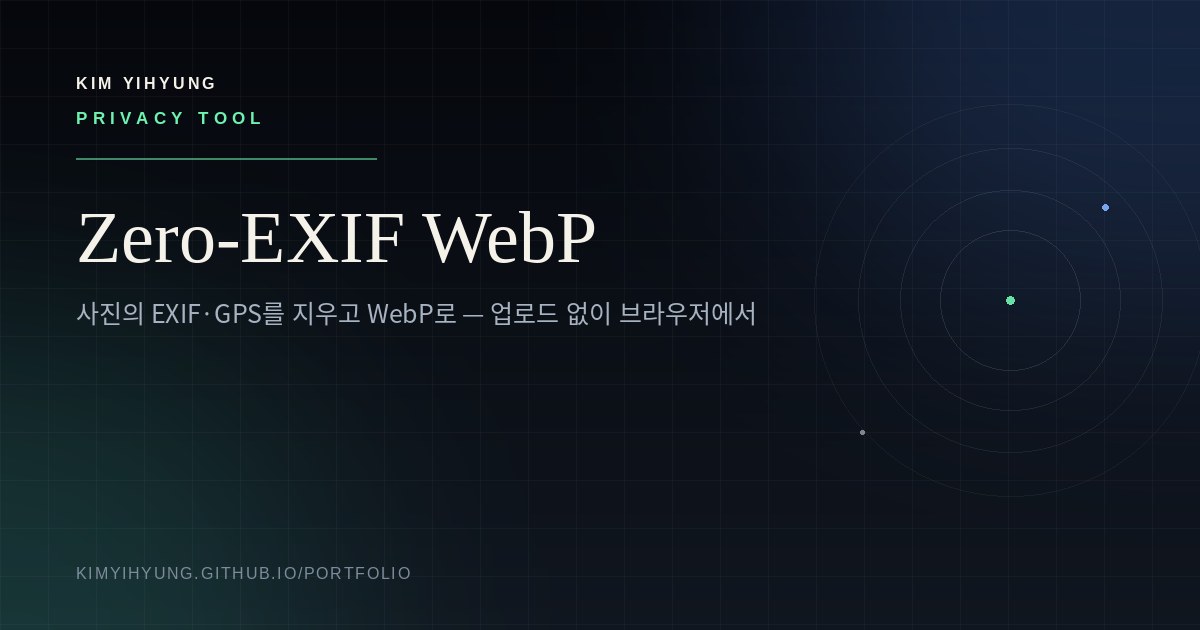 KIM YIHYUNG
PRIVACY TOOL
Zero-EXIF WebP
사진의 EXIF·GPS를 지우고 WebP로 — 업로드 없이 브라우저에서
KIMYIHYUNG.GITHUB.IO/PORTFOLIO